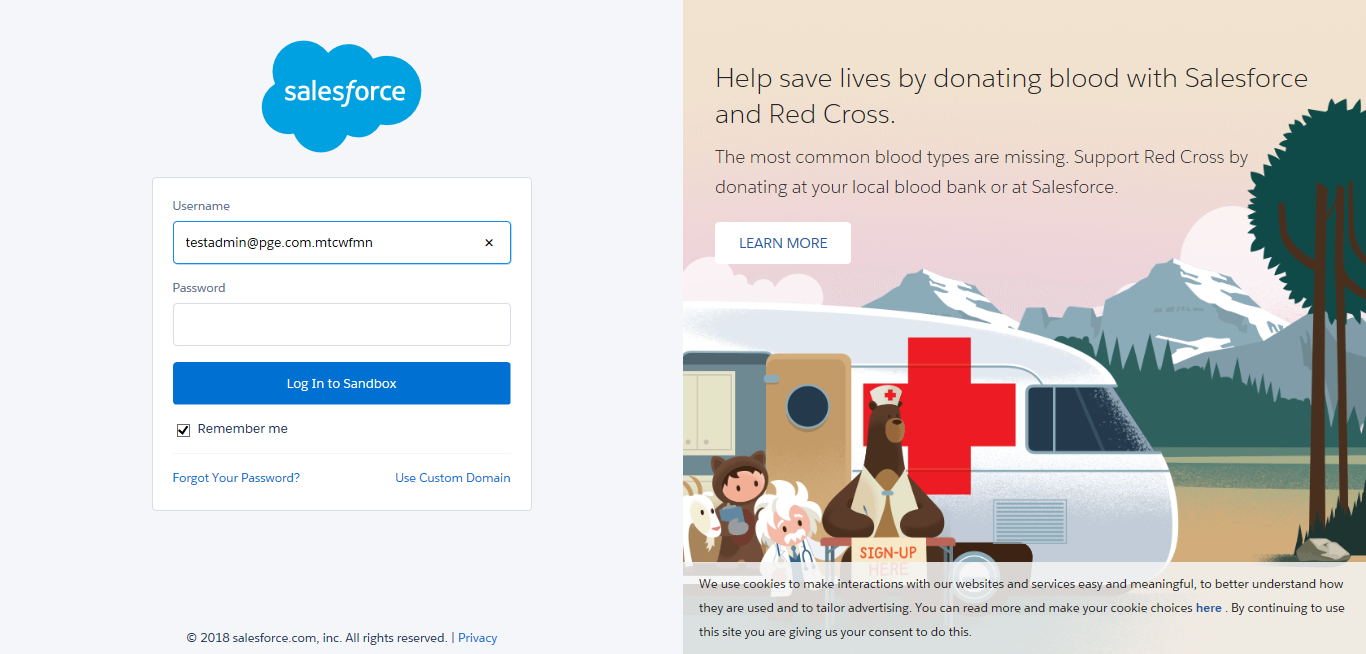 salesforce
Username
testadmin@pge.com.mtcwfmn
Password
Log In to Sandbox
Remember me
Forgot Your Password?
Use Custom Domain
© 2018 salesforce.com, inc. All rights reserved. | Privacy
Help save lives by donating blood with Salesforce
and Red Cross.
The most common blood types are missing. Support Red Cross by
donating at your local blood bank or at Salesforce.
LEARN MORE
SIGN-UP
HERE
We use cookies to make interactions with our websites and services easy and meaningful, to better understand how
they are used and to tailor advertising. You can read more and make your cookie choices here . By continuing to use
this site you are giving us your consent to do this.